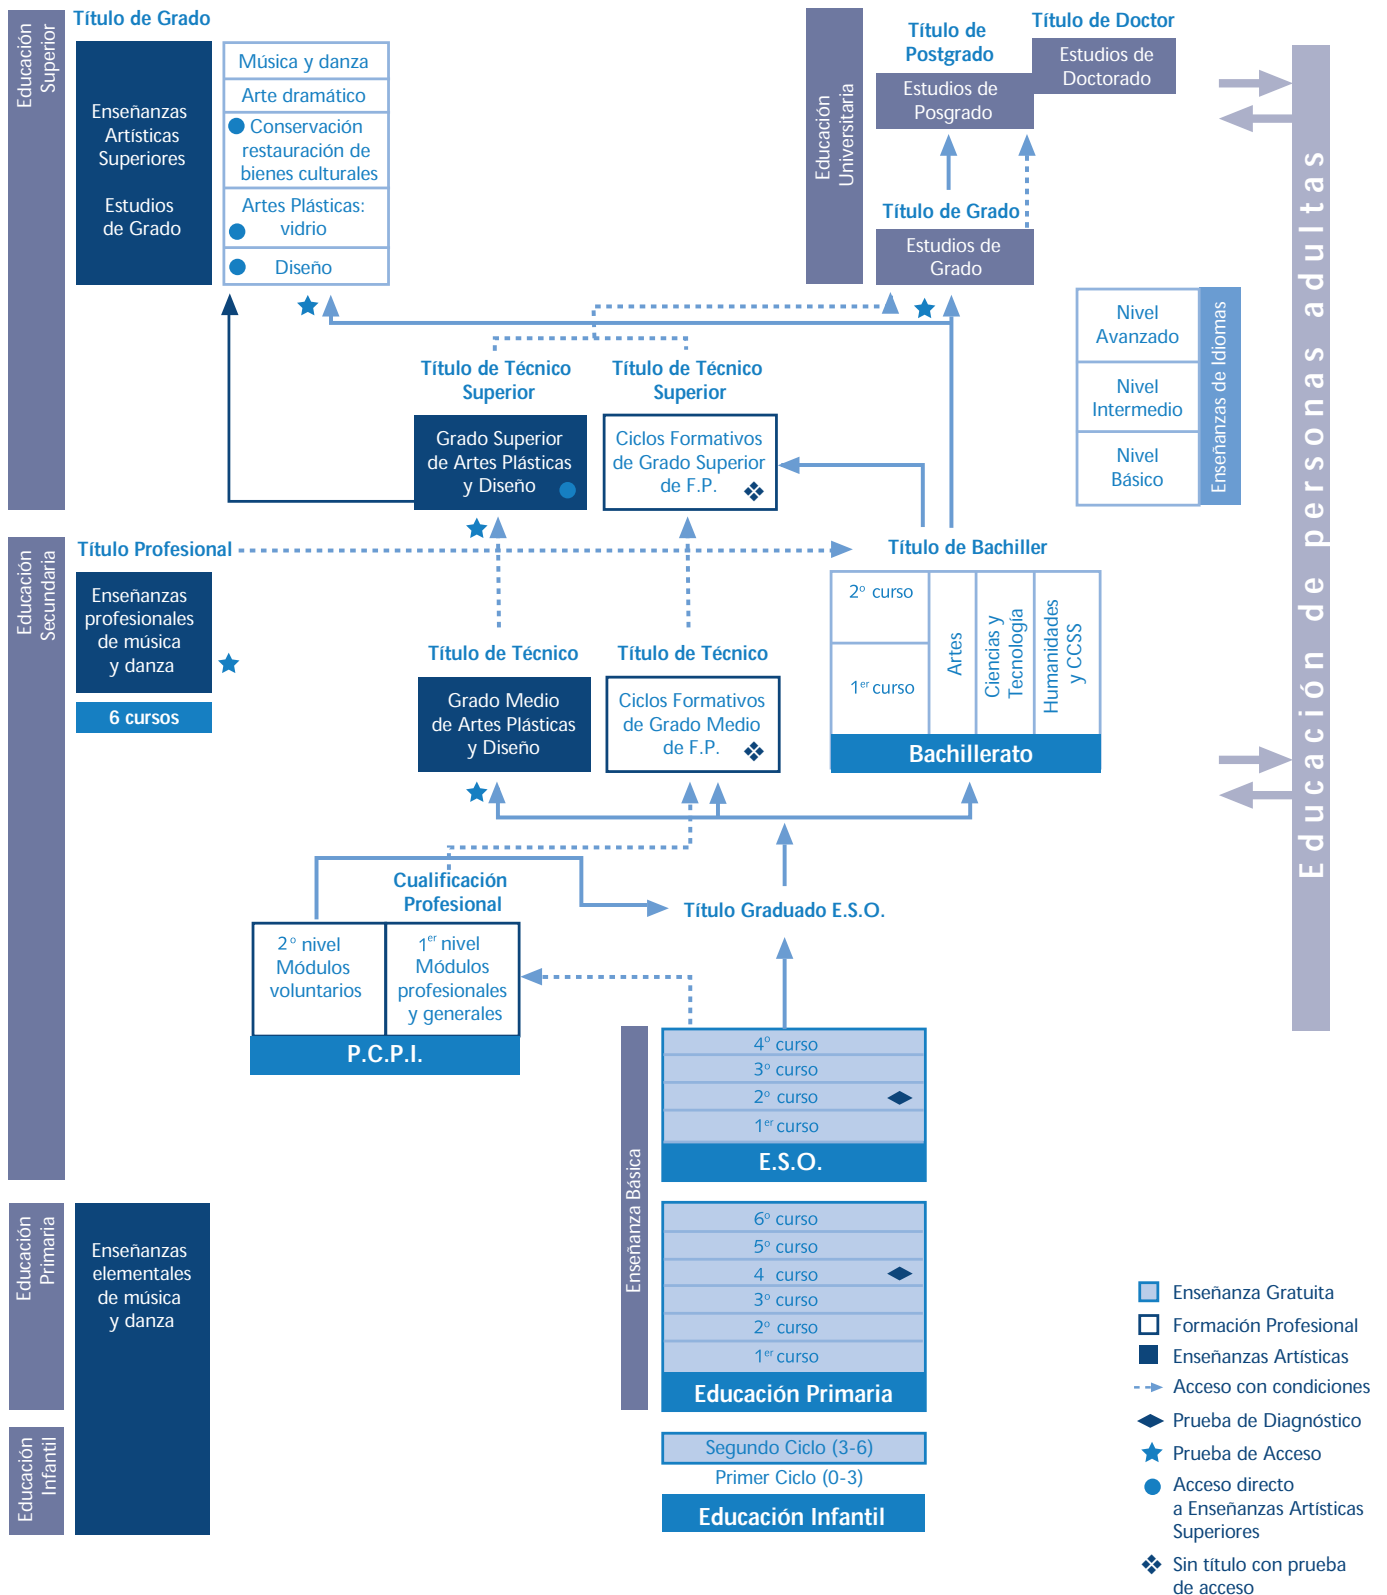 Educación
Superior
Título de Grado
Enseñanzas
Artísticas
Superiores
Estudios
de Grado
Música y danza
Arte dramático
Conservación
restauración de
bienes culturales
Artes Plásticas:
vidrio
Diseño
Educación
Universitaria
Título de
Postgrado
Estudios de
Posgrado
Título de Doctor
Estudios de
Doctorado
Título de Grado
Estudios de
Grado
Nivel
Avanzado
Nivel
Intermedio
Nivel
Básico
Enseñanzas de Idiomas
Educación de personas adultas
Título de Técnico
Superior
Grado Superior
de Artes Plásticas
y Diseño
Título de Técnico
Superior
Ciclos Formativos
de Grado Superior
de F.P.
Educación
Secundaria
Título Profesional
Enseñanzas
profesionales
de música
y danza
6 cursos
Título de Técnico
Grado Medio
de Artes Plásticas
y Diseño
Título de Técnico
Ciclos Formativos
de Grado Medio
de F.P.
Título de Bachiller
2º curso
1er curso
Artes
Ciencias y
Tecnología
Humanidades
y CCSS
Bachillerato
Cualificación
Profesional
Título Graduado E.S.O.
2º nivel
Módulos
voluntarios
1er nivel
Módulos
profesionales
y generales
P.C.P.I.
Enseñanza Básica
4º curso
3º curso
2º curso
1er curso
E.S.O.
Educación
Primaria
Enseñanzas
elementales
de música
y danza
6º curso
5º curso
4 curso
3º curso
2º curso
1er curso
Educación Primaria
Educación
Infantil
Segundo Ciclo (3-6)
Primer Ciclo (0-3)
Educación Infantil
Enseñanza Gratuita
Formación Profesional
Enseñanzas Artísticas
Acceso con condiciones
Prueba de Diagnóstico
Prueba de Acceso
Acceso directo
a Enseñanzas Artísticas
Superiores
Sin título con prueba
de acceso